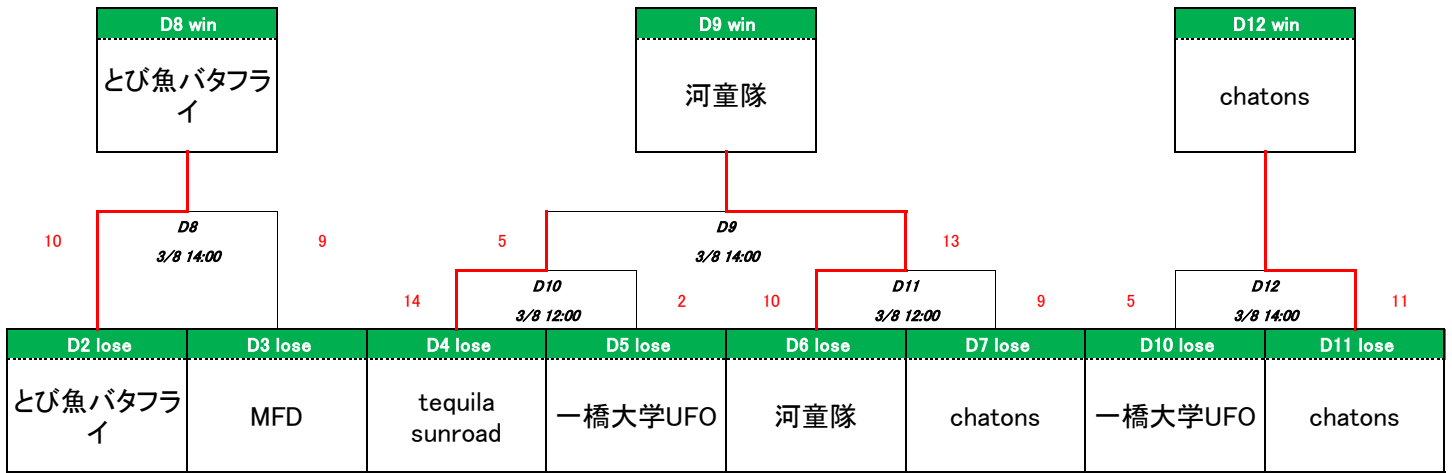 D8 win
D9 win
D12 win
とび魚バタフラ
イ
河童隊
chatons
D8
10
9
3/8 14:00
D9
5
13
3/8 14:00
D10
14
2
3/8 12:00
D11
10
9
3/8 12:00
D12
5
11
3/8 14:00
D2 lose
D3 lose
D4 lose
D5 lose
D6 lose
D7 lose
D10 lose
D11 lose
とび魚バタフラ
イ
MFD
tequila
sunroad
一橋大学UFO
河童隊
chatons
一橋大学UFO
chatons